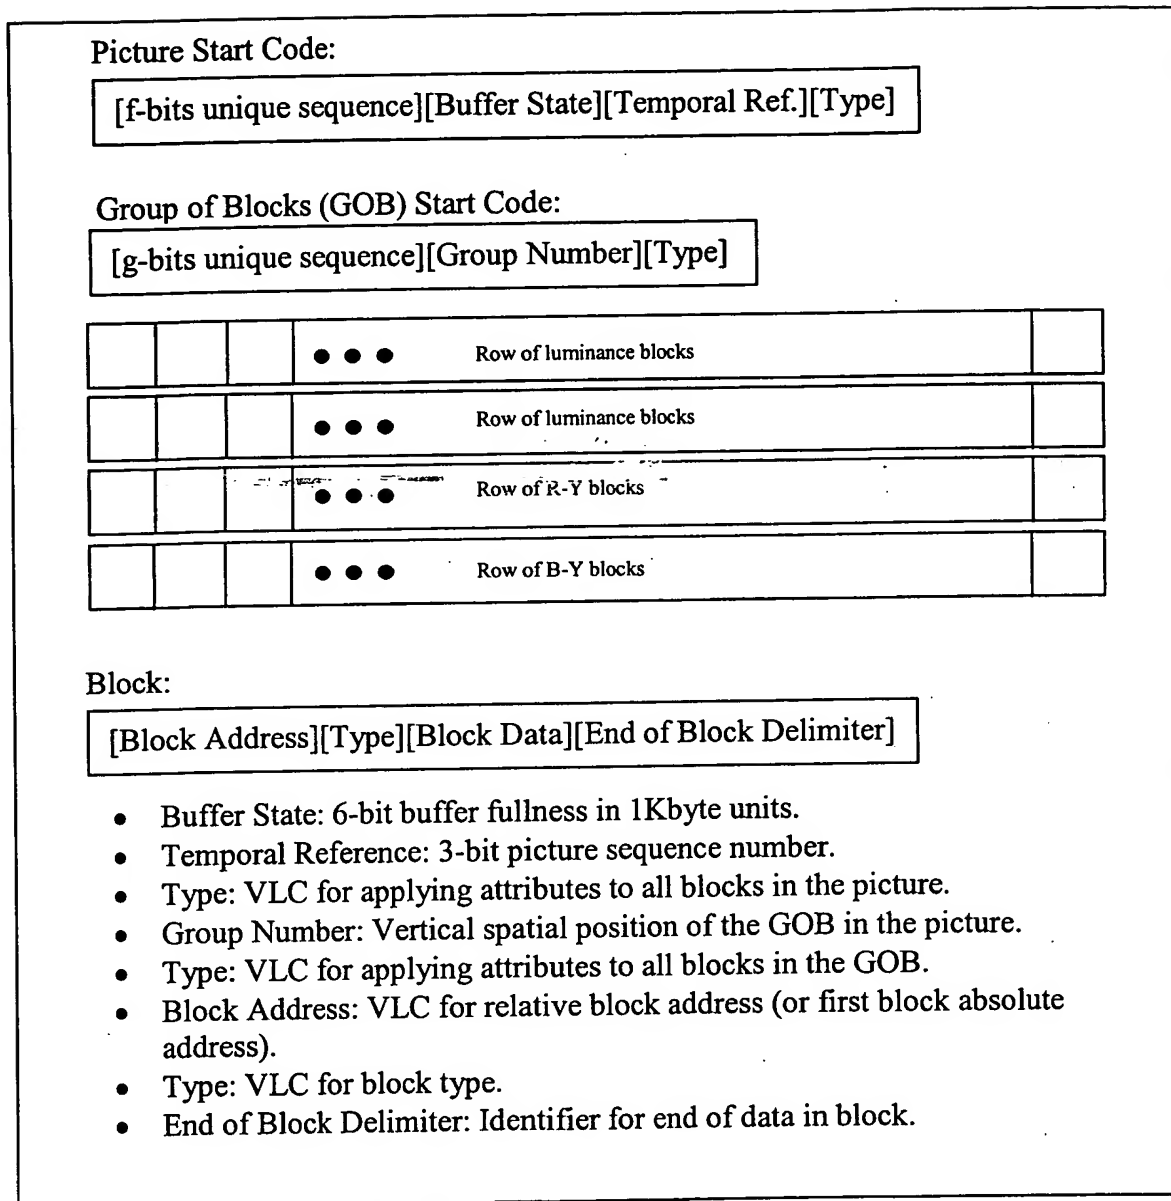 Picture Start Code:
[f-bits unique sequence][Buffer State][Temporal Ref.][Type]
Group of Blocks (GOB) Start Code:
[g-bits unique sequence][Group Number][Type]
● ● ● Row of luminance blocks
● ● ● Row of luminance blocks
● ● ● Row of R-Y blocks
● ● ● Row of B-Y blocks
Block:
[Block Address][Type][Block Data][End of Block Delimiter]
• Buffer State: 6-bit buffer fullness in 1Kbyte units.
• Temporal Reference: 3-bit picture sequence number.
• Type: VLC for applying attributes to all blocks in the picture.
• Group Number: Vertical spatial position of the GOB in the picture.
• Type: VLC for applying attributes to all blocks in the GOB.
• Block Address: VLC for relative block address (or first block absolute
address).
• Type: VLC for block type.
• End of Block Delimiter: Identifier for end of data in block.